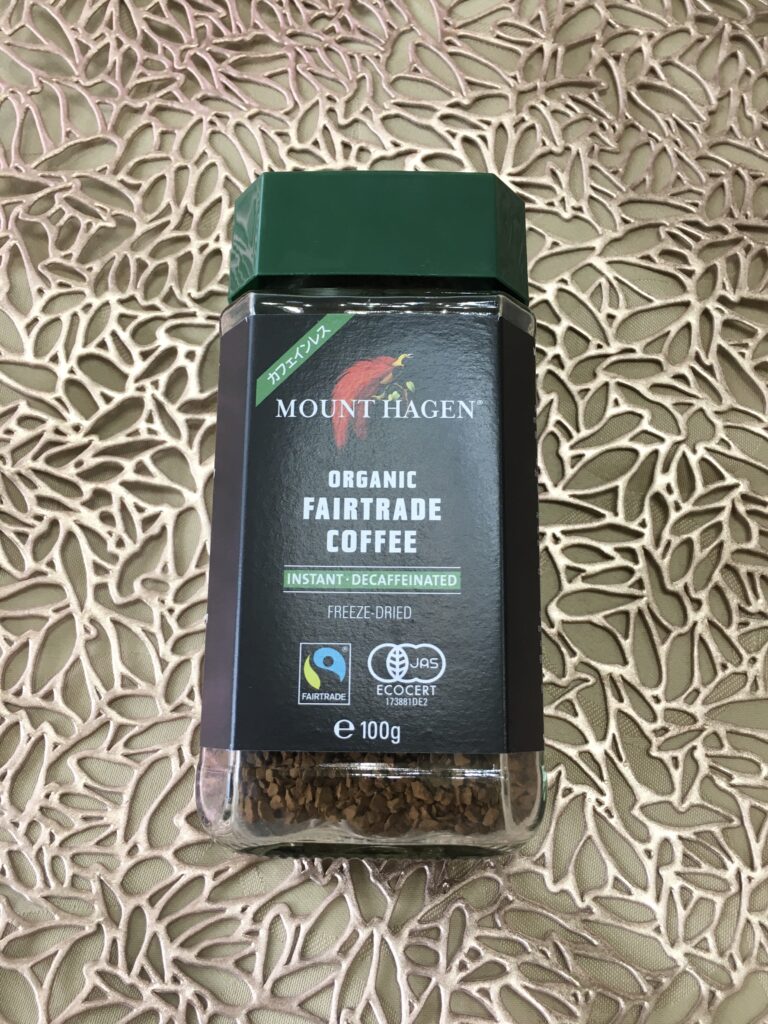 カフェインレス
MOUNT HAGEN®
ORGANIC
FAIRTRADE
COFFEE
INSTANT · DECAFFEINATED
FREEZE-DRIED
FAIRTRADE
JAS
ECOCERT
173881DE2
℮ 100g